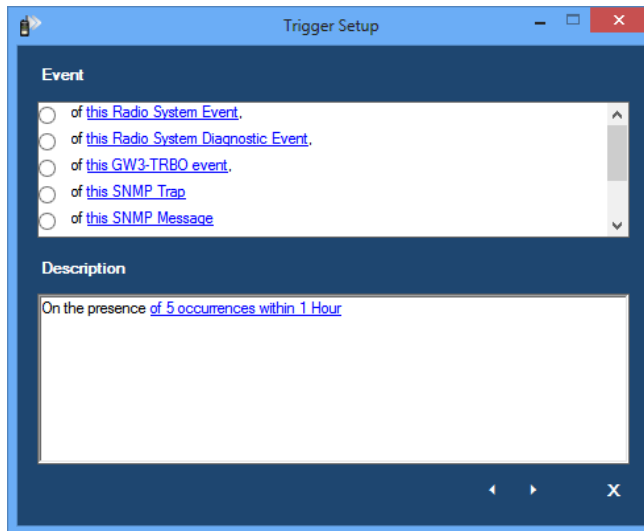 Trigger Setup
Event
of this Radio System Event,
of this Radio System Diagnostic Event,
of this GW3-TRBO event,
of this SNMP Trap
of this SNMP Message
Description
On the presence of 5 occurrences within 1 Hour
X